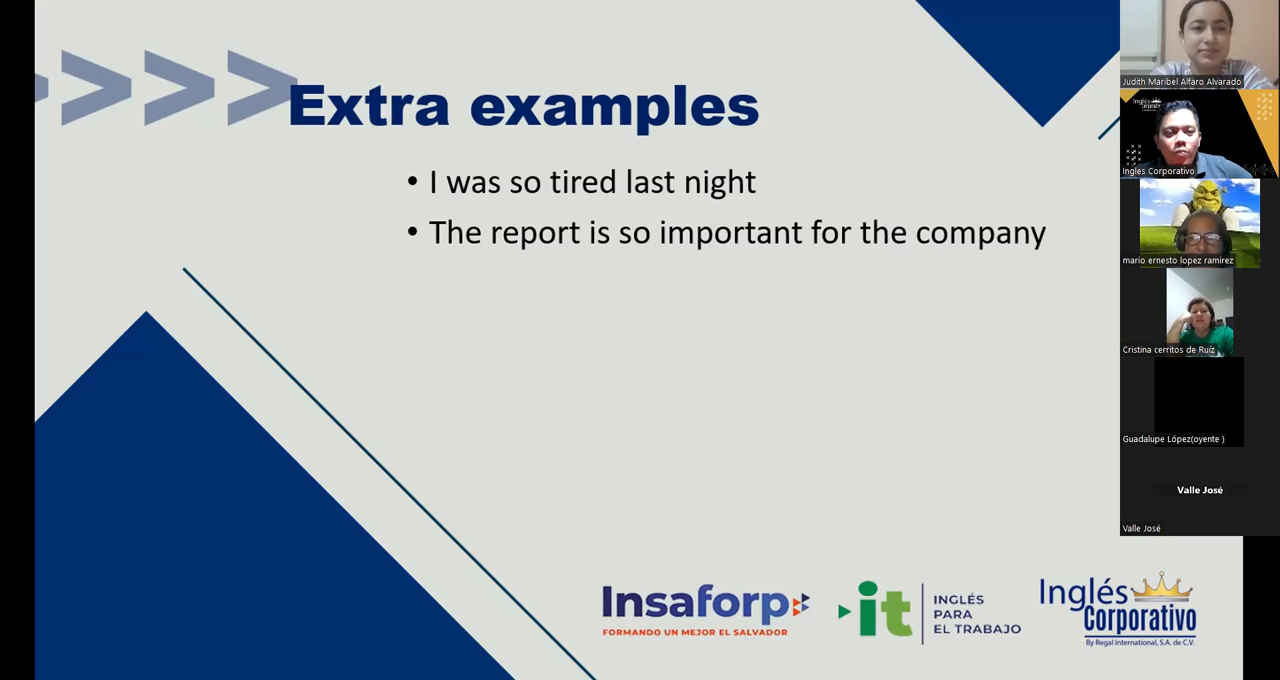 Extra examples
• I was so tired last night
• The report is so important for the company
Insaforp
FORMANDO UN MEJOR EL SALVADOR
it
INGLÉS
PARA
EL TRABAJO
Inglés
Corporativo
By Regal International, S.A. de C.V.
Judith Maribel Alfaro Alvarado
Inglés
Ingles Corporativo
mario ernesto lopez ramirez
Cristina cerritos de Ruíz
Guadalupe López(oyente )
Valle José
Valle José